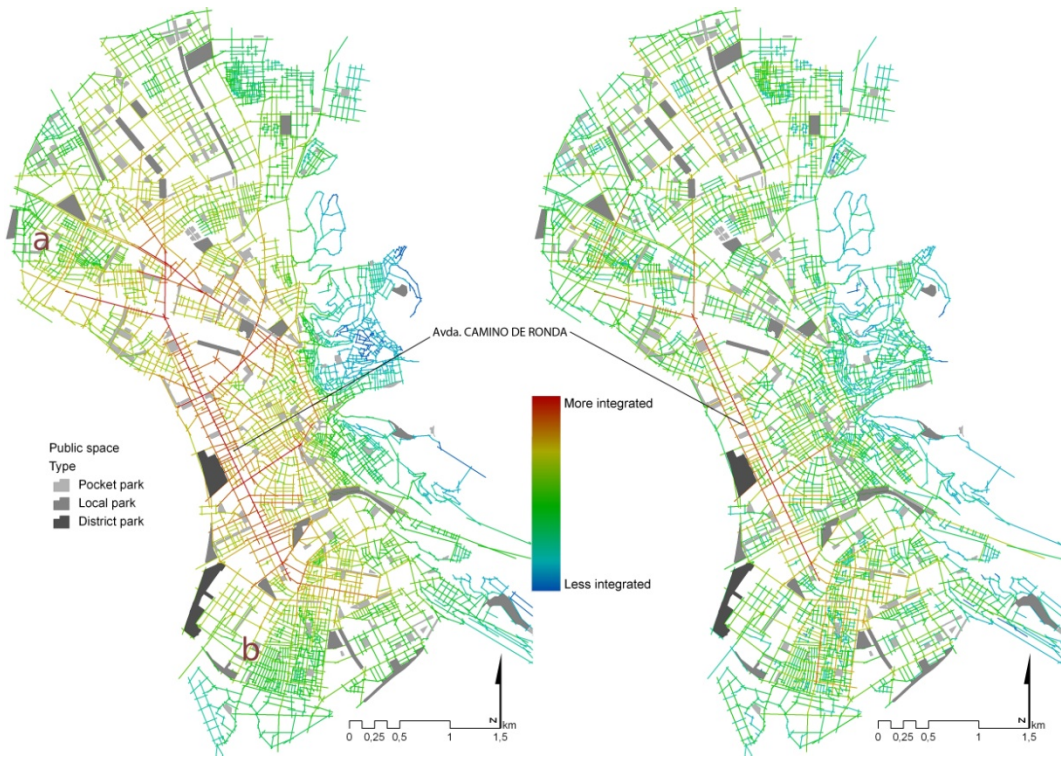 a
Avda. CAMINO DE RONDA
More integrated
Public space
Type
Pocket park
Local park
District park
Less integrated
b
N
km
0 0,25 0,5 1 1,5
N
km
0 0,25 0,5 1 1,5